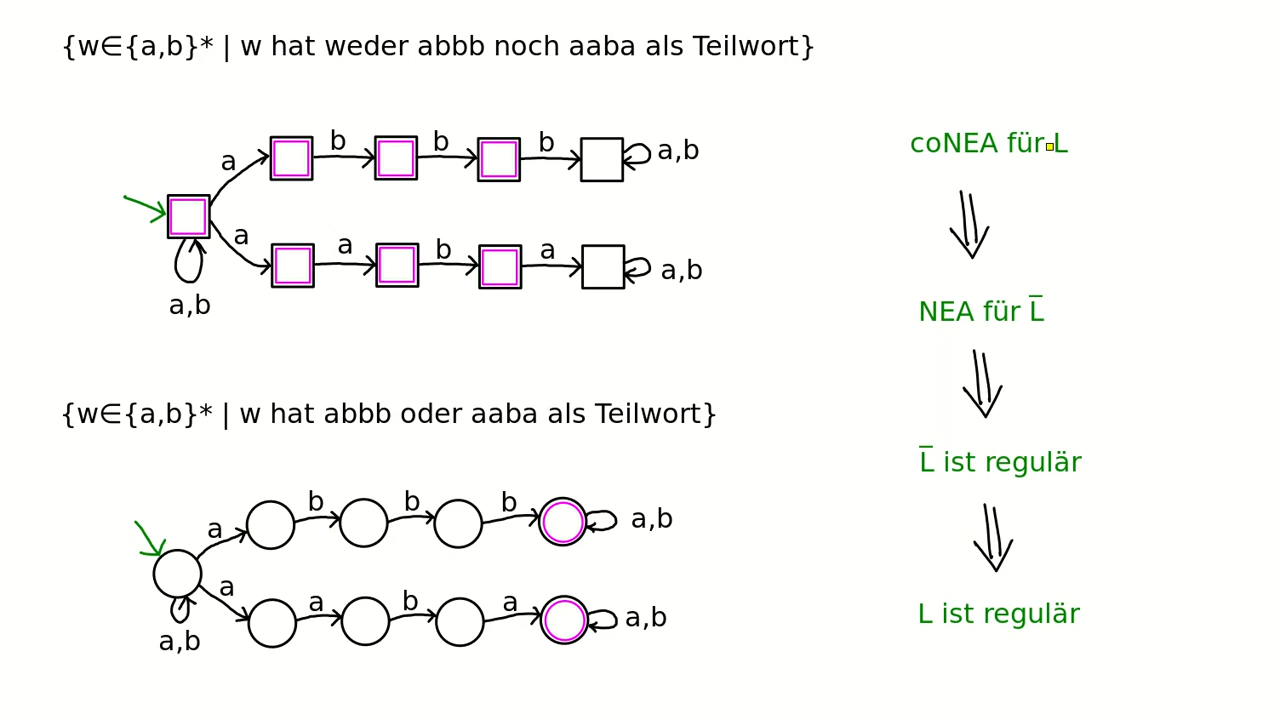 {w∈{a,b}* | w hat weder abbb noch aaba als Teilwort}
a b b b a,b
a a b a a,b
a,b
{w∈{a,b}* | w hat abbb oder aaba als Teilwort}
a b b b a,b
a a b a a,b
a,b
coNEA für L
NEA für L̅
L̅ ist regulär
L ist regulär